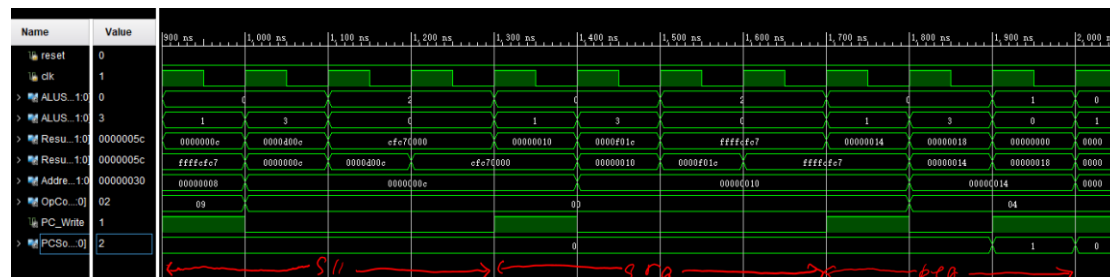 Name Value
900 ns 1,000 ns 1,100 ns 1,200 ns 1,300 ns 1,400 ns 1,500 ns 1,600 ns 1,700 ns 1,800 ns 1,900 ns 2,000 n
reset 0
clk 1
ALUS...1:0] 0 0 2 0 2 0 1 0
ALUS...1:0] 3 1 3 0 1 3 0 1 3 0 1
Resu...1:0] 0000005c 0000000c 0000d00c cfc70000 00000010 0000f01c ffffcfc7 00000014 00000018 00000000 0000
Resu...1:0] 0000005c ffffcfc7 0000000c 0000d00c cfc70000 00000010 0000f01c ffffcfc7 00000014 00000018 0000
Addre...1:0 00000030 00000008 0000000c 00000010 00000014 0000
OpCo...:0] 02 09 00 04
PC_Write 1
PCSo...:0] 2 0 1 0
sll sra beq